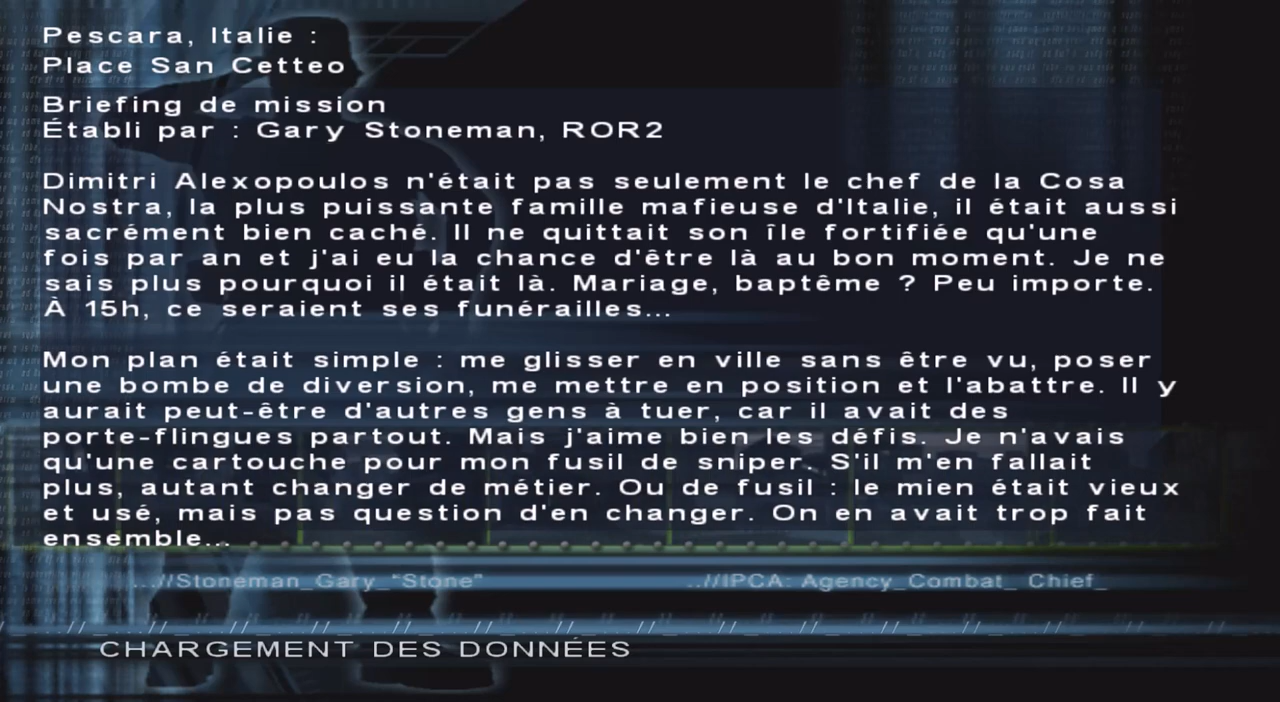 Pescara, Italie :
Place San Cetteo
Briefing de mission
Établi par : Gary Stoneman, ROR2
Dimitri Alexopoulos n'était pas seulement le chef de la Cosa
Nostra, la plus puissante famille mafieuse d'Italie, il était aussi
sacrément bien caché. Il ne quittait son île fortifiée qu'une
fois par an et j'ai eu la chance d'être là au bon moment. Je ne
sais plus pourquoi il était là. Mariage, baptême ? Peu importe.
À 15h, ce seraient ses funérailles...
Mon plan était simple : me glisser en ville sans être vu, poser
une bombe de diversion, me mettre en position et l'abattre. Il y
aurait peut-être d'autres gens à tuer, car il avait des
porte-flingues partout. Mais j'aime bien les défis. Je n'avais
qu'une cartouche pour mon fusil de sniper. S'il m'en fallait
plus, autant changer de métier. Ou de fusil : le mien était vieux
et usé, mais pas question d'en changer. On en avait trop fait
ensemble...
...//Stoneman_Gary_"Stone" ..//IPCA: Agency_Combat_ Chief_
CHARGEMENT DES DONNÉES